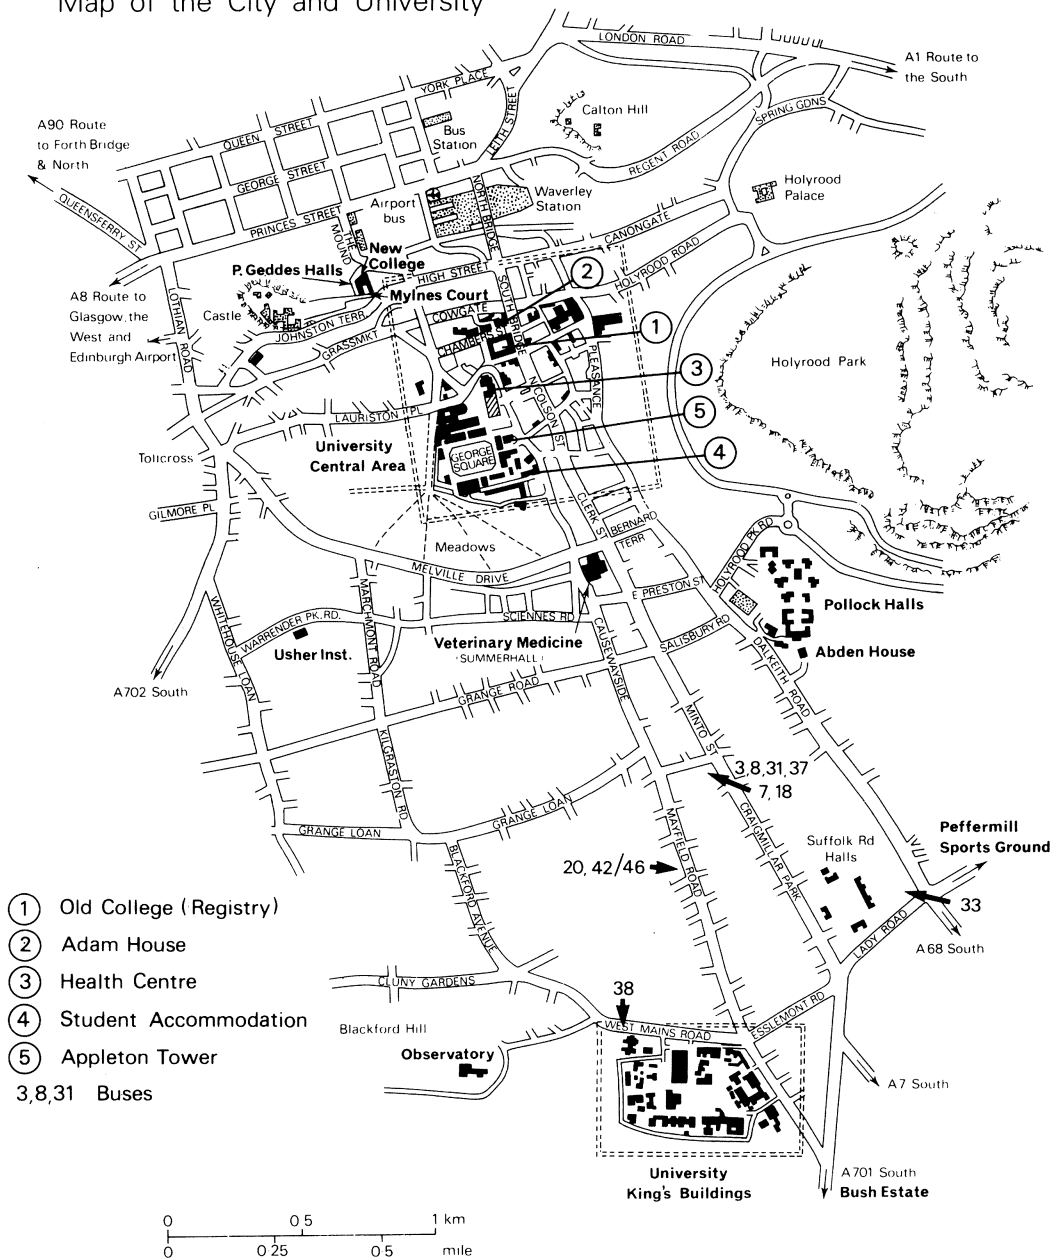 Map of the City and University
LONDON ROAD
A1 Route to
the South
YORK PLACE
LEITH STREET
Calton Hill
SPRING GDNS
A90 Route
to Forth Bridge
& North
QUEEN STREET
Bus
Station
REGENT ROAD
GEORGE STREET
Holyrood
Palace
QUEENSFERRY ST
PRINCES STREET
Airport
bus
NORTH BRIDGE
Waverley
Station
CANONGATE
THE MOUND
New
College
HOLYROOD ROAD
P. Geddes Halls
HIGH STREET
2
A8 Route to
Glasgow, the
West and
Edinburgh Airport
LOTHIAN ROAD
Mylnes Court
SOUTH BRIDGE
Castle
JOHNSTON TERR
COWGATE
1
GRASSMKT
CHAMBERS ST
PLEASANCE
Holyrood Park
3
NICOLSON ST
LAURISTON PL
5
University
Central Area
GEORGE
SQUARE
4
Tollcross
GILMORE PL
CLERK ST
BERNARD
TERR
HOLYROOD PK RD
Meadows
MELVILLE DRIVE
E PRESTON ST
Pollock Halls
WHITEHOUSE LOAN
WARRENDER PK. RD.
MARCHMONT ROAD
SCIENNES RD
CAUSEWAYSIDE
SALISBURY RD
Usher Inst.
Veterinary Medicine
(SUMMERHALL)
Abden House
DALKEITH ROAD
A702 South
GRANGE ROAD
MINTO ST
KILGRASTON RD
3,8,31,37
7,18
GRANGE LOAN
GRANGE LOAN
MAYFIELD ROAD
CRAIGMILLAR PARK
Suffolk Rd
Halls
Peffermill
Sports Ground
BLACKFORD AVENUE
20, 42/46
33
LADY ROAD
A68 South
1 Old College (Registry)
2 Adam House
3 Health Centre
4 Student Accommodation
5 Appleton Tower
3,8,31 Buses
CLUNY GARDENS
38
ESSLEMONT RD
Blackford Hill
WEST MAINS ROAD
Observatory
A7 South
University
King's Buildings
A701 South
Bush Estate
0 0 5 1 km
0 0·25 0·5 mile